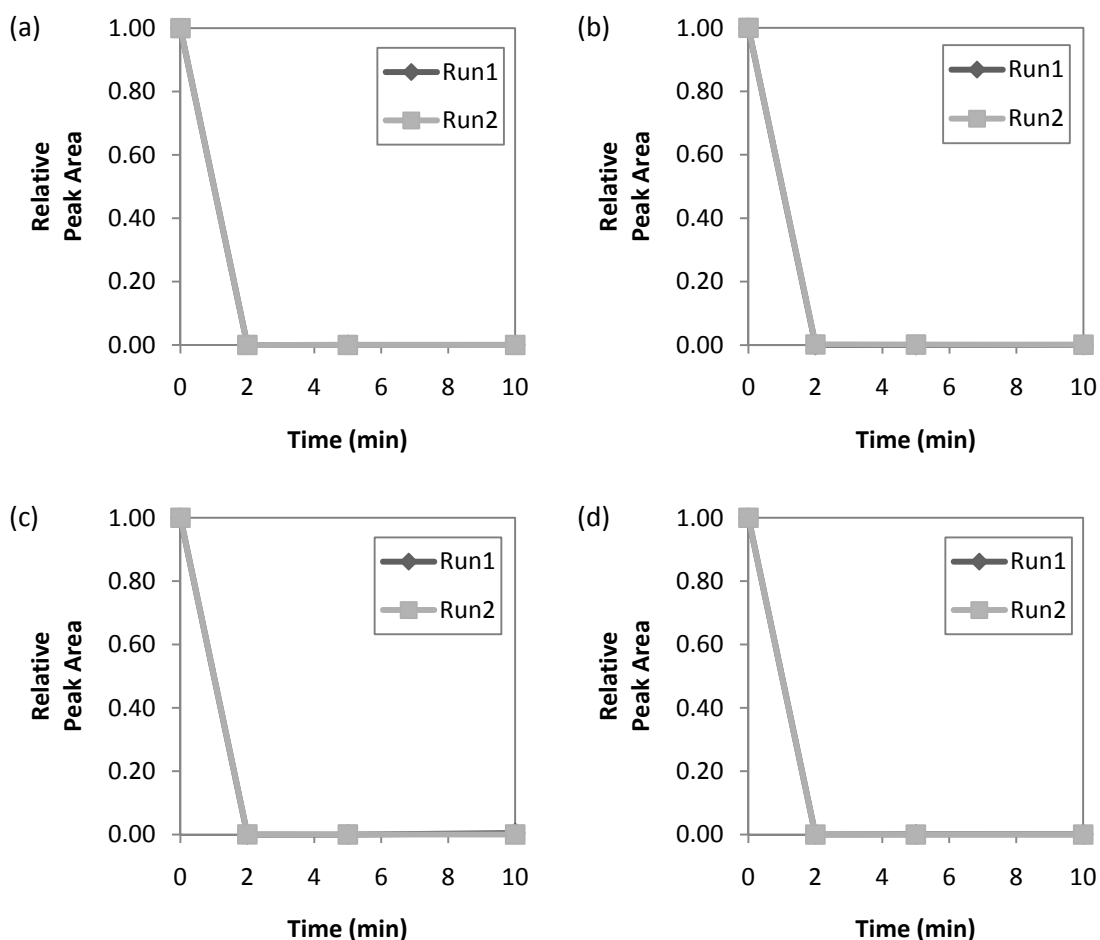 (a)
1.00
0.80
0.60
0.40
0.20
0.00
Relative
Peak Area
Run1
Run2
0 2 4 6 8 10
Time (min)
(b)
1.00
0.80
0.60
0.40
0.20
0.00
Relative
Peak Area
Run1
Run2
0 2 4 6 8 10
Time (min)
(c)
1.00
0.80
0.60
0.40
0.20
0.00
Relative
Peak Area
Run1
Run2
0 2 4 6 8 10
Time (min)
(d)
1.00
0.80
0.60
0.40
0.20
0.00
Relative
Peak Area
Run1
Run2
0 2 4 6 8 10
Time (min)